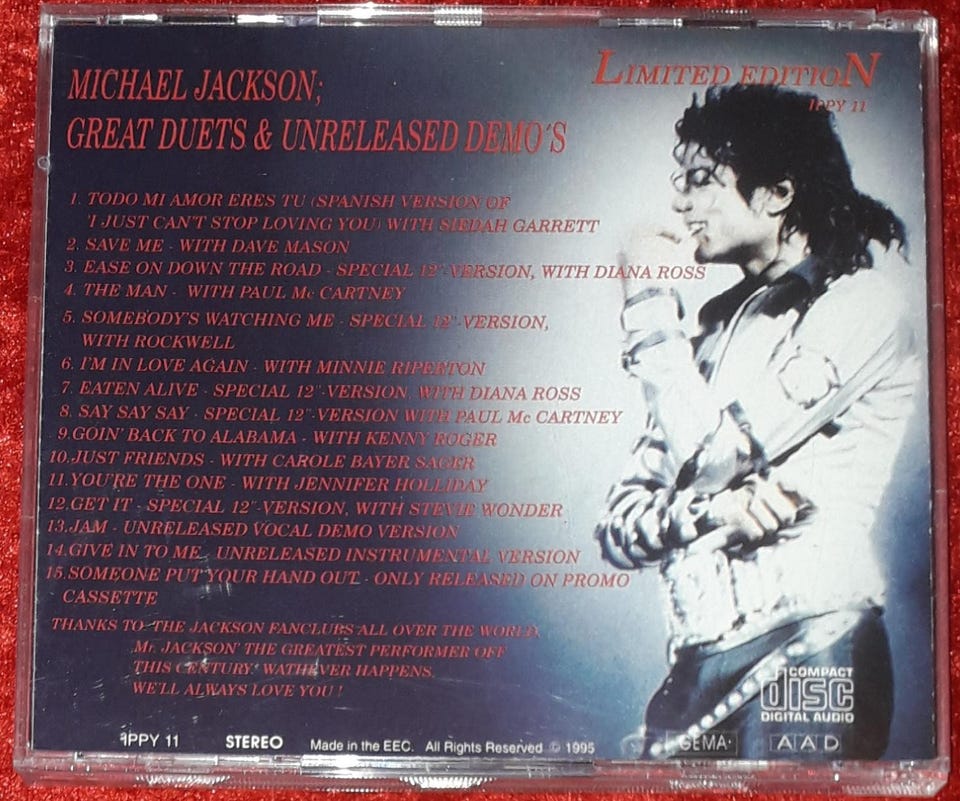 LIMITED EDITION
IPPY 11
MICHAEL JACKSON;
GREAT DUETS & UNRELEASED DEMO'S
1. TODO MI AMOR ERES TU (SPANISH VERSION OF
'I JUST CAN'T STOP LOVING YOU) WITH SIEDAH GARRETT
2. SAVE ME - WITH DAVE MASON
3. EASE ON DOWN THE ROAD - SPECIAL 12"-VERSION, WITH DIANA ROSS
4. THE MAN - WITH PAUL Mc CARTNEY
5. SOMEBODY'S WATCHING ME - SPECIAL 12"-VERSION,
WITH ROCKWELL
6. I'M IN LOVE AGAIN - WITH MINNIE RIPERTON
7. EATEN ALIVE - SPECIAL 12"-VERSION, WITH DIANA ROSS
8. SAY SAY SAY - SPECIAL 12"-VERSION WITH PAUL Mc CARTNEY
9. GOIN' BACK TO ALABAMA - WITH KENNY ROGER
10. JUST FRIENDS - WITH CAROLE BAYER SAGER
11. YOU'RE THE ONE - WITH JENNIFER HOLLIDAY
12. GET IT - SPECIAL 12"-VERSION, WITH STEVIE WONDER
13. JAM - UNRELEASED VOCAL DEMO VERSION
14. GIVE IN TO ME - UNRELEASED INSTRUMENTAL VERSION
15. SOMEONE PUT YOUR HAND OUT - ONLY RELEASED ON PROMO
CASSETTE
THANKS TO: THE JACKSON FANCLUBS ALL OVER THE WORLD,
Mr. JACKSON' THE GREATEST PERFORMER OFF
THIS CENTURY.' WATHEVER HAPPENS,
WE'LL ALWAYS LOVE YOU !
COMPACT
disc
DIGITAL AUDIO
IPPY 11 STEREO Made in the EEC. All Rights Reserved © 1995 GEMA AAD